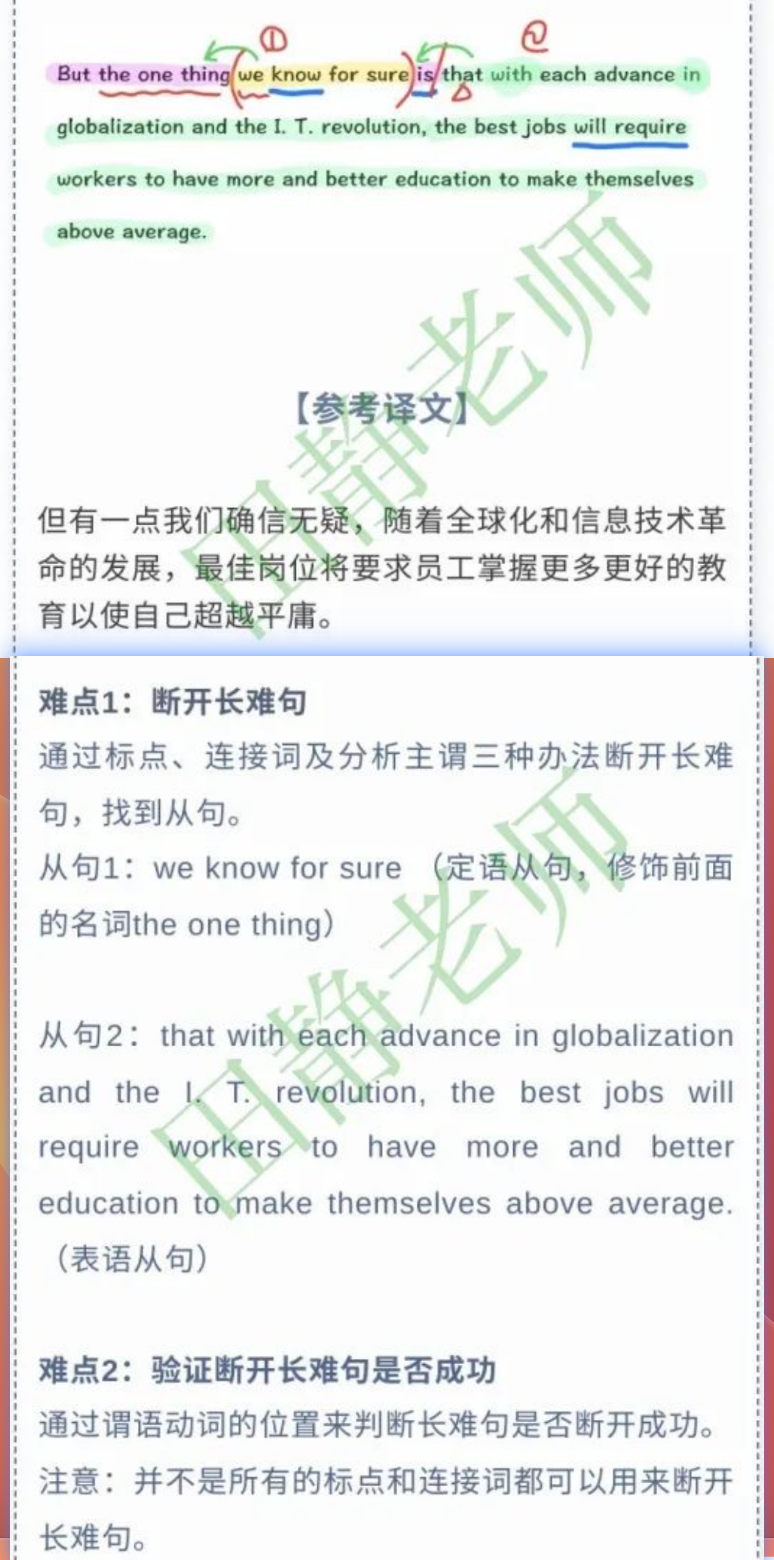 ① ②
But the one thing (we know for sure) is / that with each advance in
globalization and the I. T. revolution, the best jobs will require
workers to have more and better education to make themselves
above average.
【参考译文】
但有一点我们确信无疑，随着全球化和信息技术革
命的发展，最佳岗位将要求员工掌握更多更好的教
育以使自己超越平庸。
田静老师
难点1：断开长难句
通过标点、连接词及分析主谓三种办法断开长难
句，找到从句。
从句1：we know for sure （定语从句，修饰前面
的名词the one thing）
从句2：that with each advance in globalization
and the I. T. revolution, the best jobs will
require workers to have more and better
education to make themselves above average.
（表语从句）
田静老师
难点2：验证断开长难句是否成功
通过谓语动词的位置来判断长难句是否断开成功。
注意：并不是所有的标点和连接词都可以用来断开
长难句。